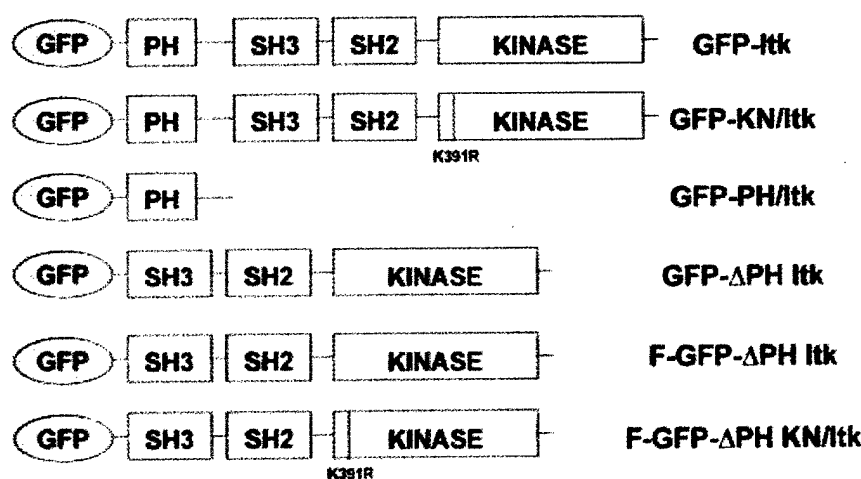 GFP PH SH3 SH2 KINASE GFP-Itk
GFP PH SH3 SH2 KINASE GFP-KN/Itk
K391R
GFP PH GFP-PH/Itk
GFP SH3 SH2 KINASE GFP-ΔPH Itk
GFP SH3 SH2 KINASE F-GFP-ΔPH Itk
GFP SH3 SH2 KINASE F-GFP-ΔPH KN/Itk
K391R